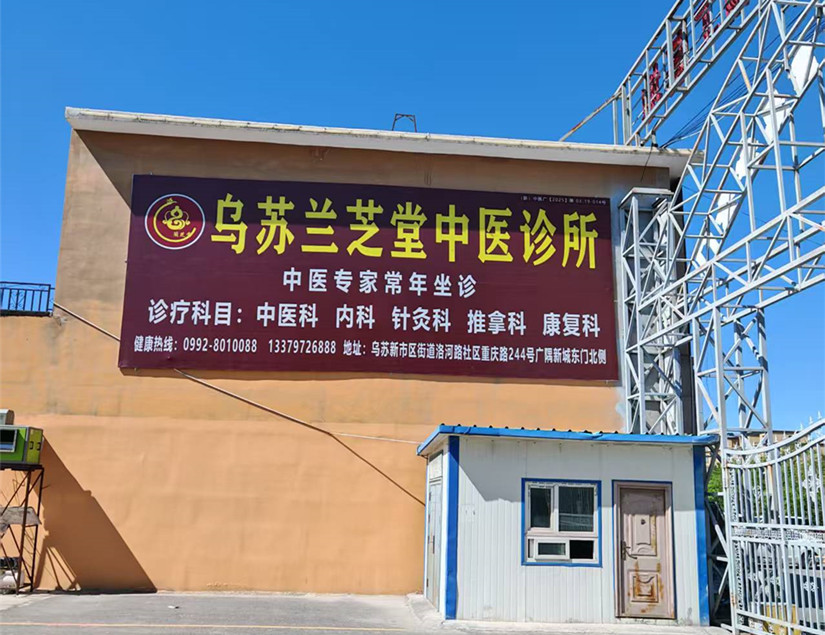 乌苏兰芝堂中医诊所
中医专家常年坐诊
诊疗科目：中医科 内科 针灸科 推拿科 康复科
健康热线：0992-8010088 13379726888 地址：乌苏新市区街道洛河路社区重庆路244号广隅新城东门北侧